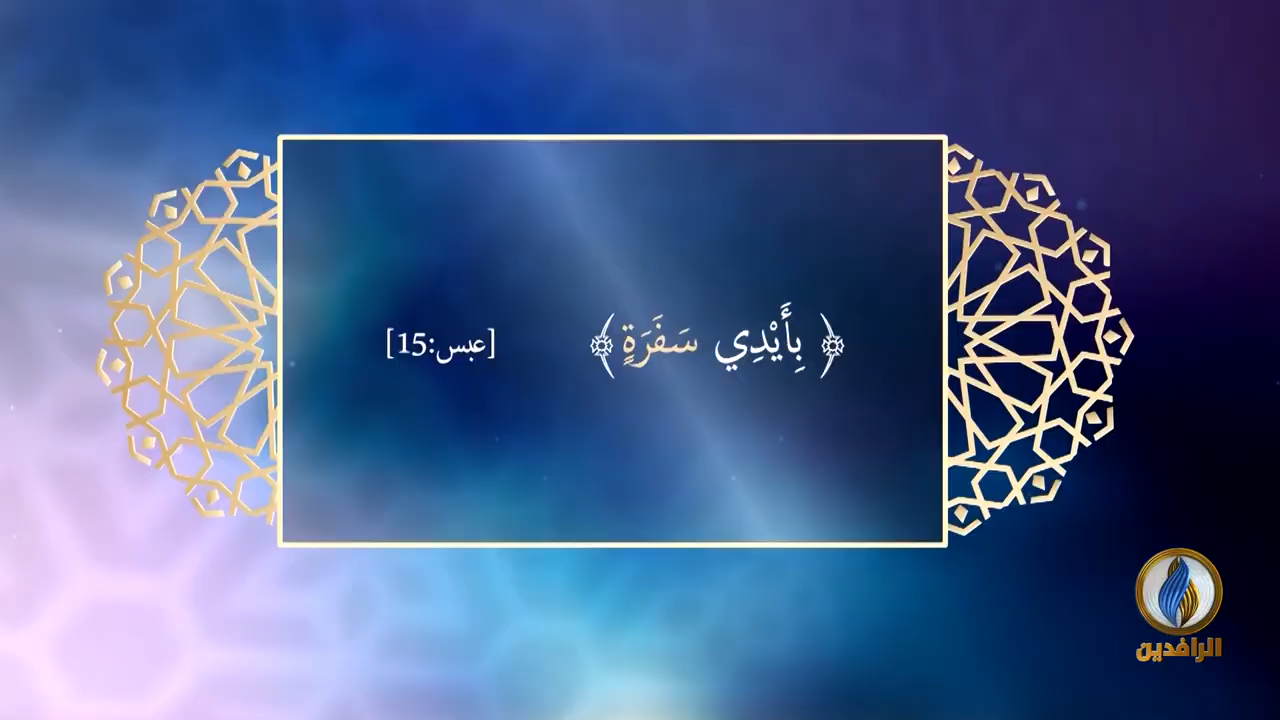 ﴿ بِأَيْدِي سَفَرَةٍ ﴾ [عبس:15]
الرافدين